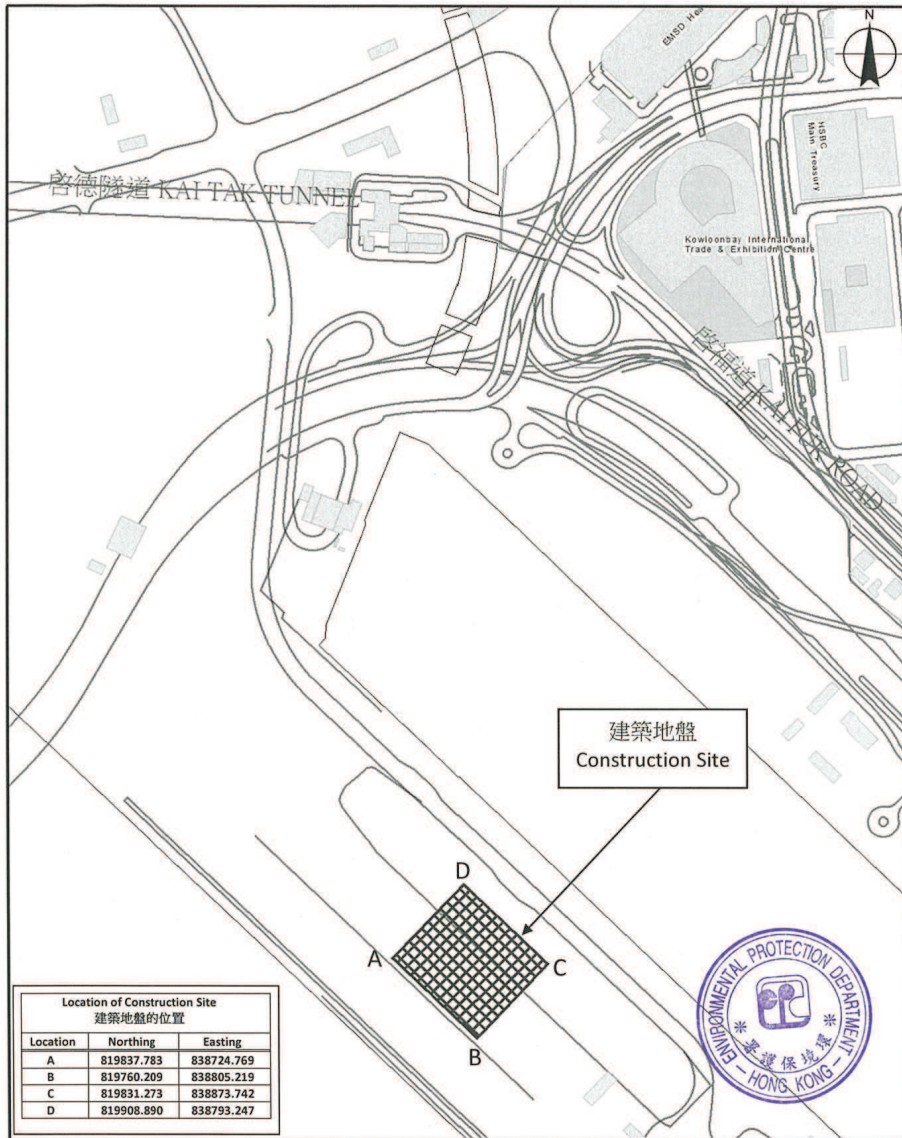 N
EMSD Hea
HSBC
Main Treasury
啓德隧道 KAI TAK TUNNEL
Kowloonbay International
Trade & Exhibition Centre
啓福道 KAI FUK ROAD
建築地盤
Construction Site
D
A
C
B
ENVIRONMENTAL PROTECTION DEPARTMENT
HONG KONG
署護保境環
Location of Construction Site
建築地盤的位置
Location Northing Easting
A 819837.783 838724.769
B 819760.209 838805.219
C 819831.273 838873.742
D 819908.890 838793.247